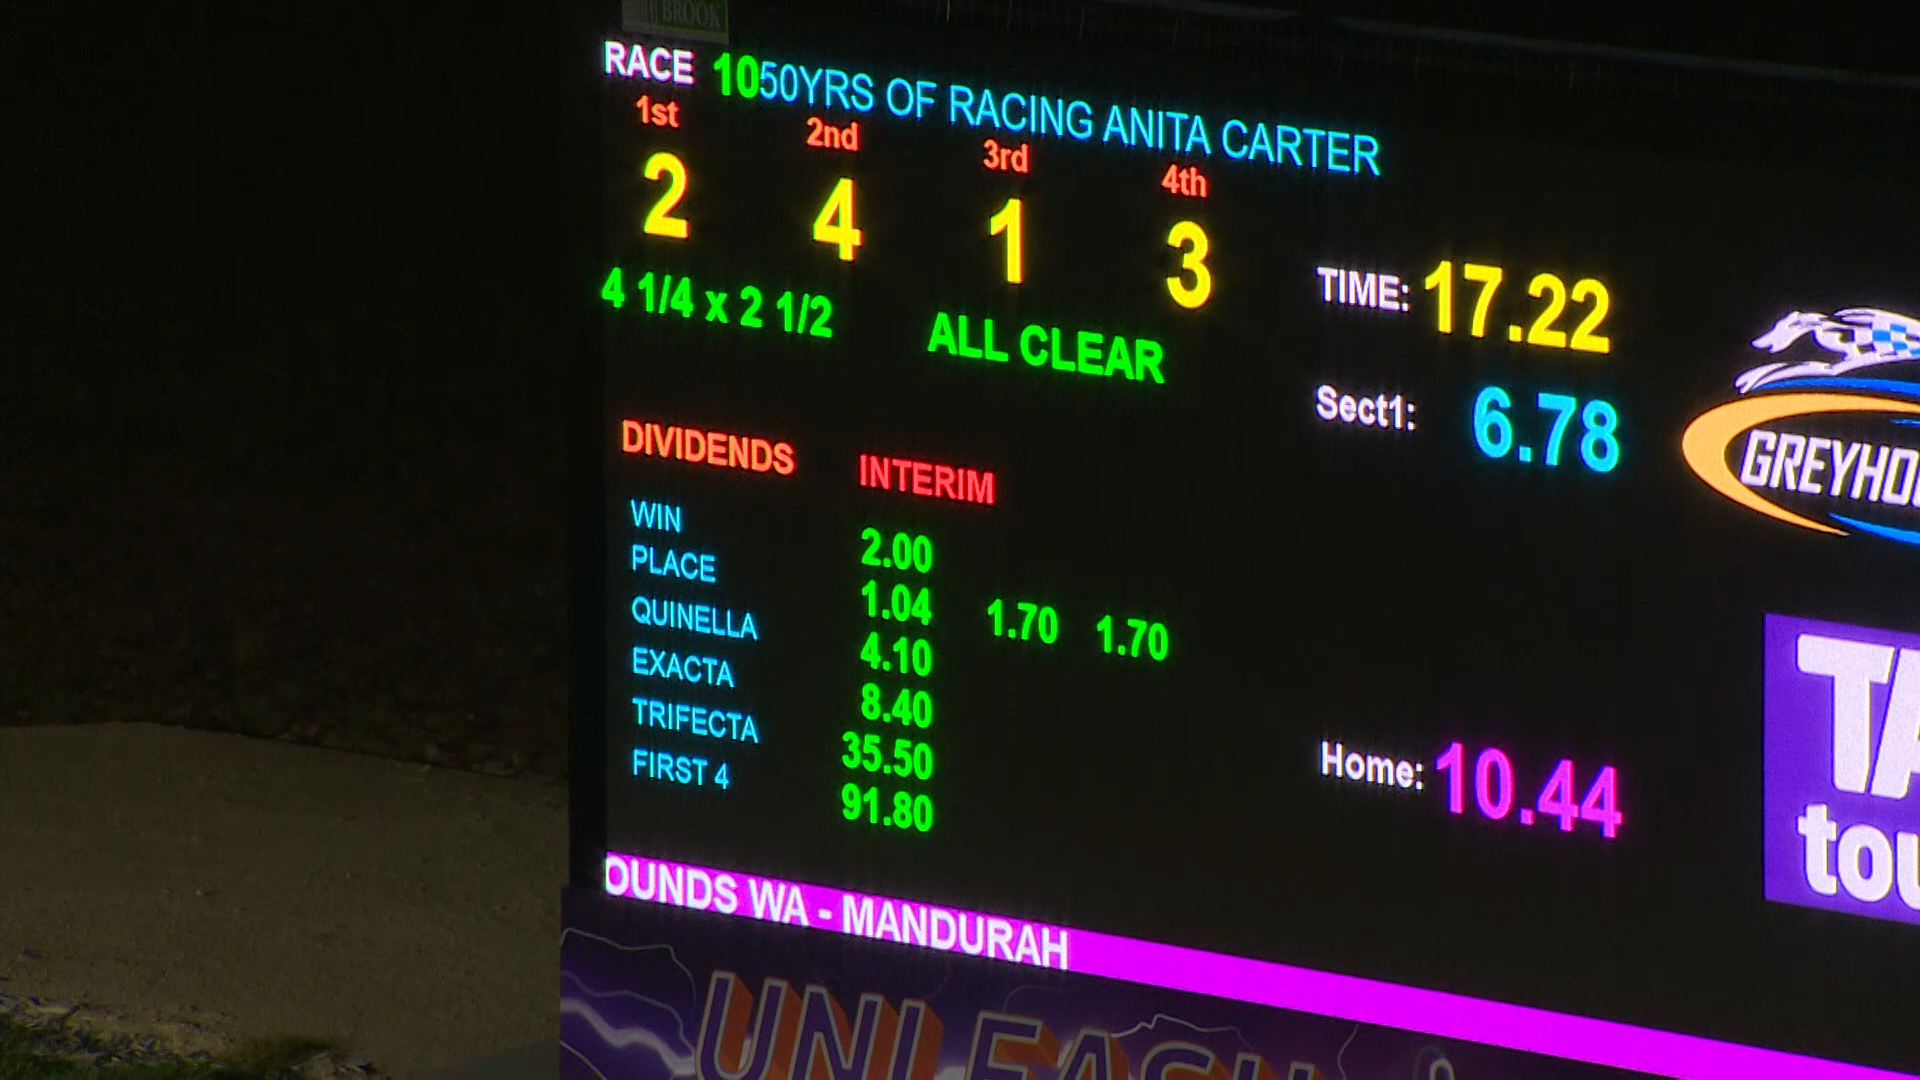 BROOK
RACE 10 50YRS OF RACING ANITA CARTER
1st 2nd 3rd 4th
2 4 1 3
4 1/4 x 2 1/2 ALL CLEAR
TIME: 17.22
Sect1: 6.78
GREYHO
DIVIDENDS INTERIM
WIN 2.00
PLACE 1.04 1.70 1.70
QUINELLA 4.10
EXACTA 8.40
TRIFECTA 35.50
FIRST 4 91.80
Home: 10.44
TA
tou
OUNDS WA - MANDURAH
UNLEASH